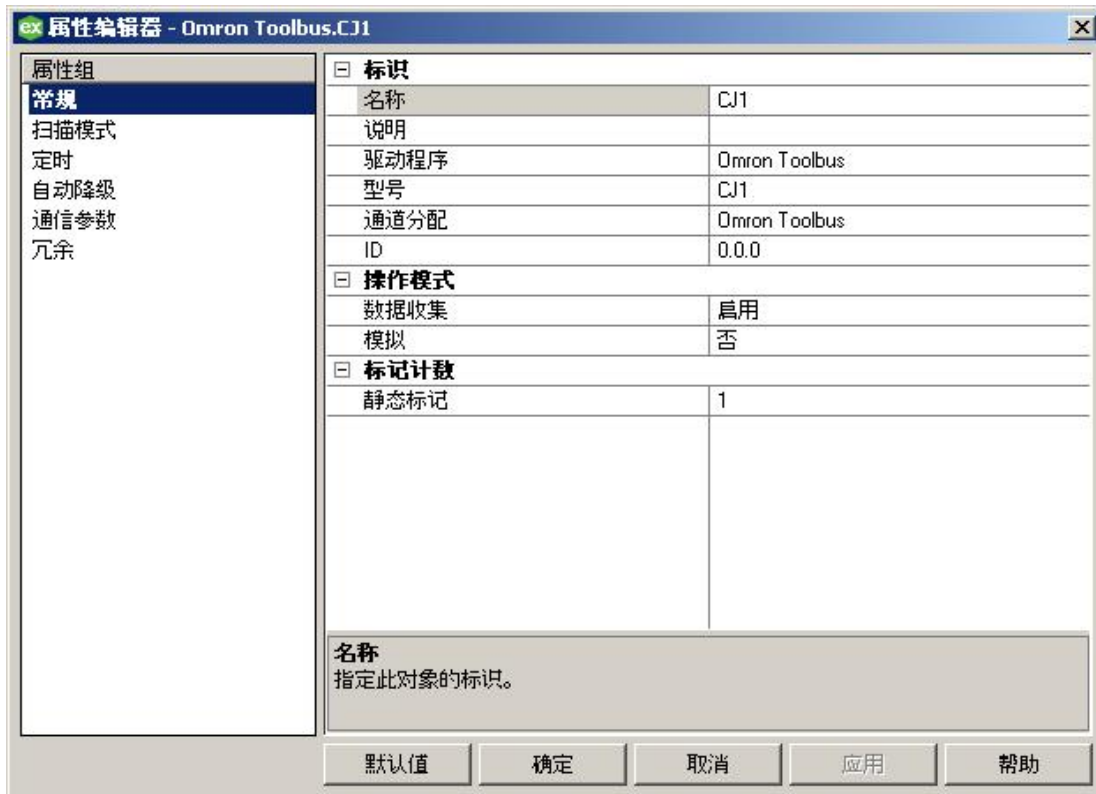 ex 属性编辑器 - Omron Toolbus.CJ1
属性组
常规
扫描模式
定时
自动降级
通信参数
冗余
标识
名称 CJ1
说明
驱动程序 Omron Toolbus
型号 CJ1
通道分配 Omron Toolbus
ID 0.0.0
操作模式
数据收集 启用
模拟 否
标记计数
静态标记 1
名称
指定此对象的标识。
默认值 确定 取消 应用 帮助